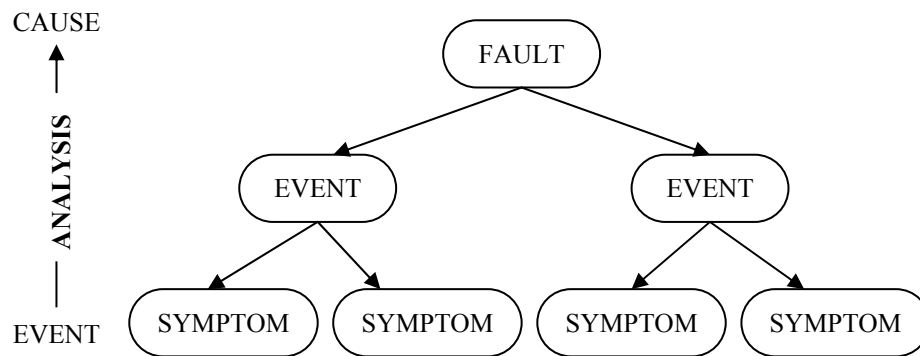 CAUSE
FAULT
ANALYSIS
EVENT
EVENT
SYMPTOM
SYMPTOM
SYMPTOM
SYMPTOM
EVENT